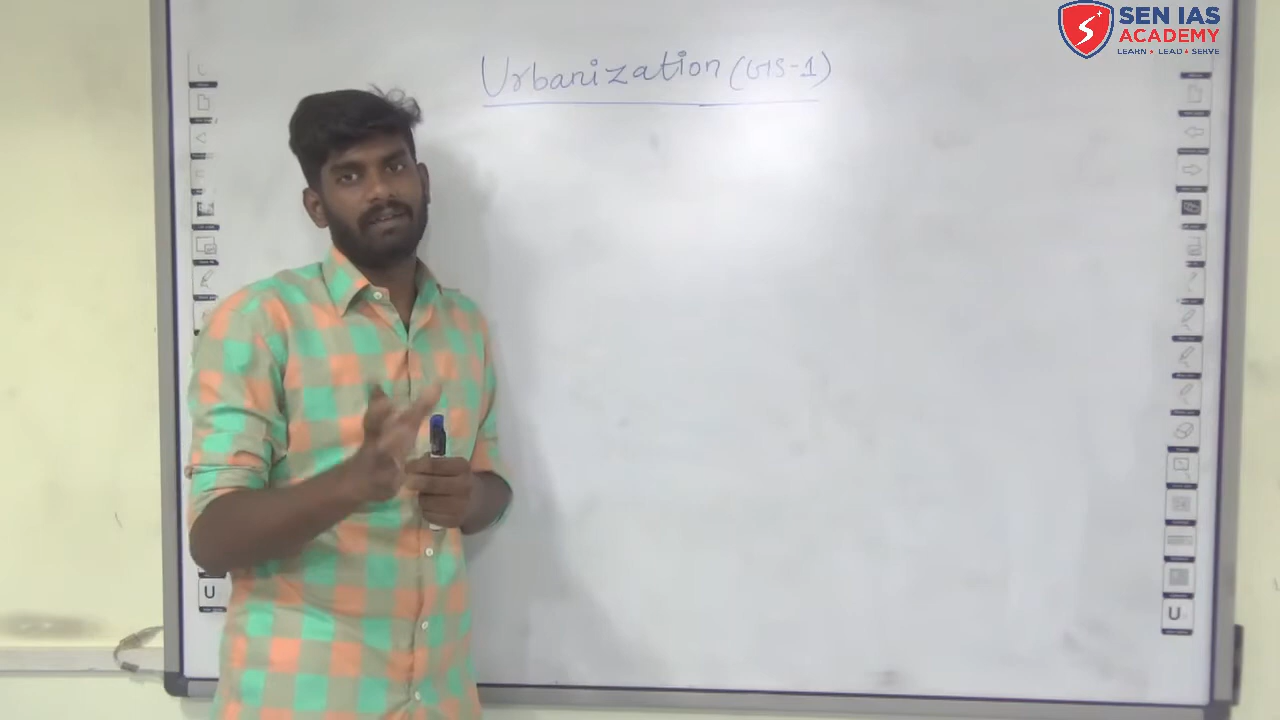 SEN IAS
ACADEMY
LEARN ★ LEAD ★ SERVE
Urbanization (GS-1)
U
U